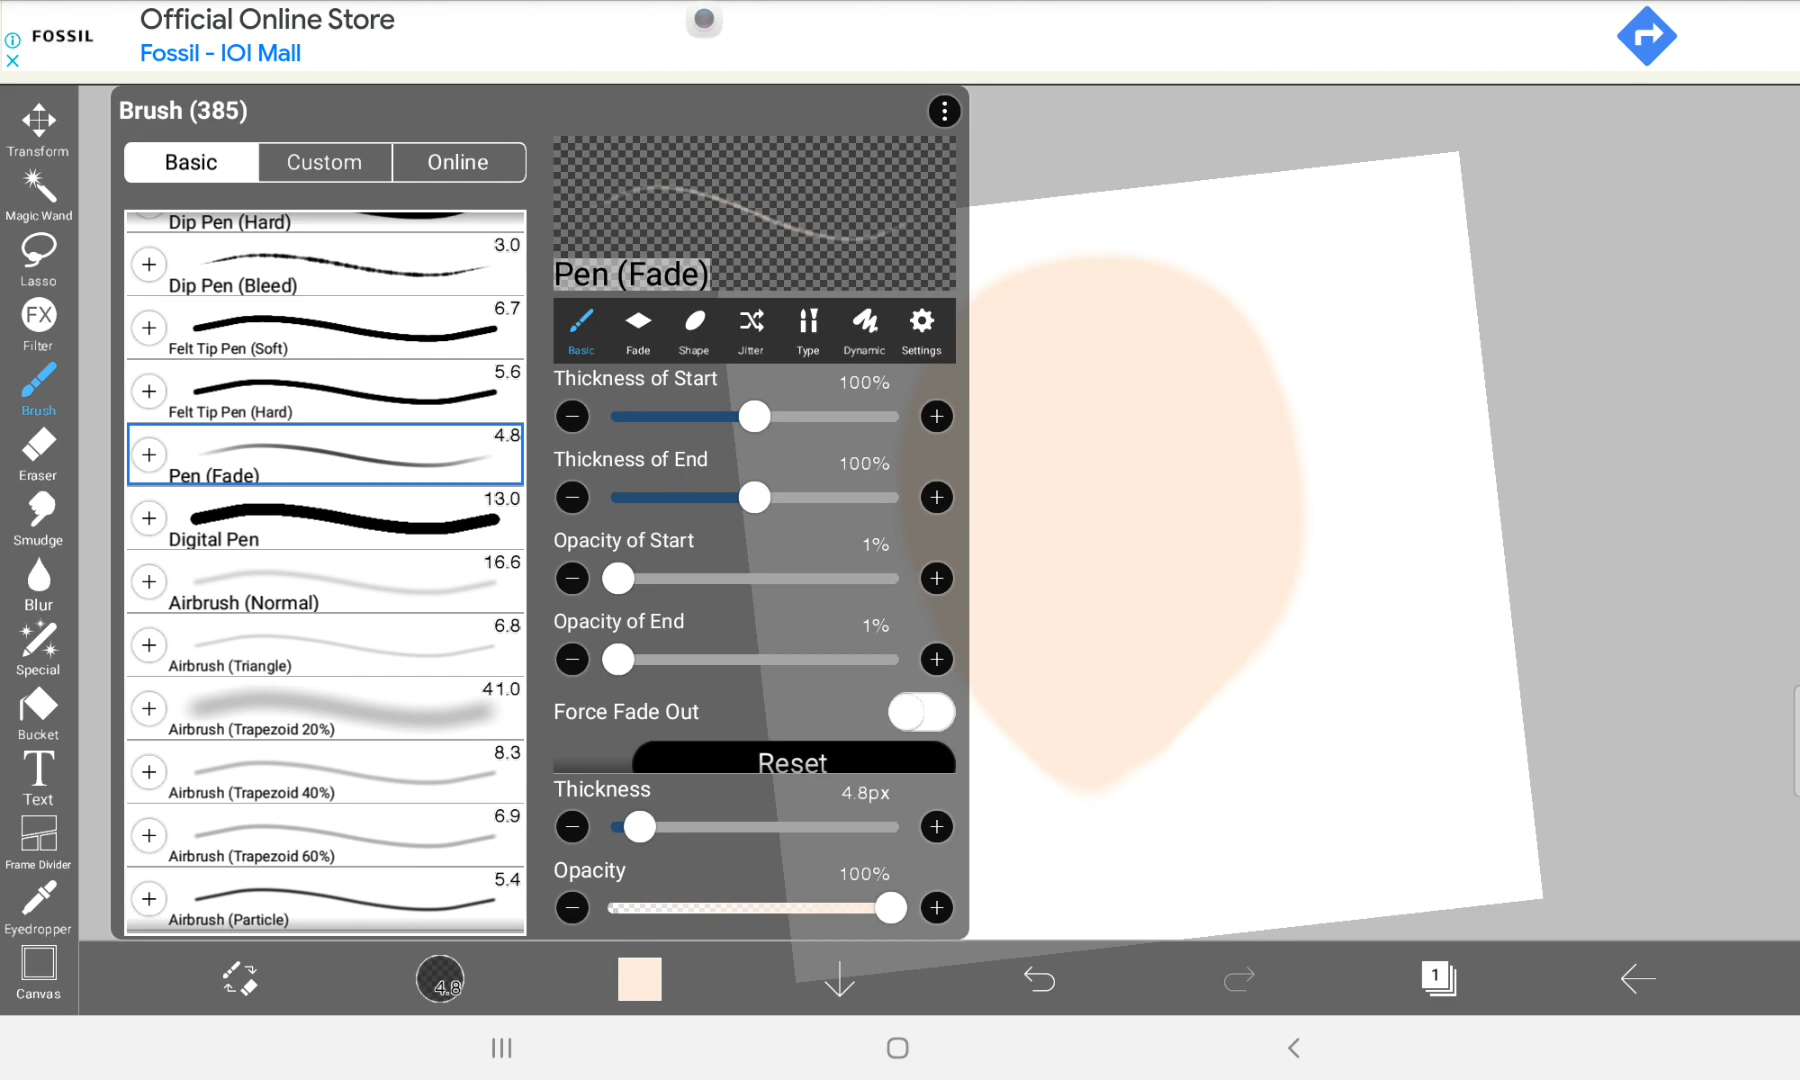 FOSSIL
Official Online Store
Fossil - IOI Mall
Transform
Magic Wand
Lasso
FX
Filter
Brush
Eraser
Smudge
Blur
Special
Bucket
T
Text
Frame Divider
Eyedropper
Canvas
Brush (385)
Basic
Custom
Online
Dip Pen (Hard)
3.0
Dip Pen (Bleed)
6.7
Felt Tip Pen (Soft)
5.6
Felt Tip Pen (Hard)
4.8
Pen (Fade)
13.0
Digital Pen
16.6
Airbrush (Normal)
6.8
Airbrush (Triangle)
41.0
Airbrush (Trapezoid 20%)
8.3
Airbrush (Trapezoid 40%)
6.9
Airbrush (Trapezoid 60%)
5.4
Airbrush (Particle)
Pen (Fade)
Basic
Fade
Shape
Jitter
Type
Dynamic
Settings
Thickness of Start
100%
Thickness of End
100%
Opacity of Start
1%
Opacity of End
1%
Force Fade Out
Reset
Thickness
4.8px
Opacity
100%
4.8
1